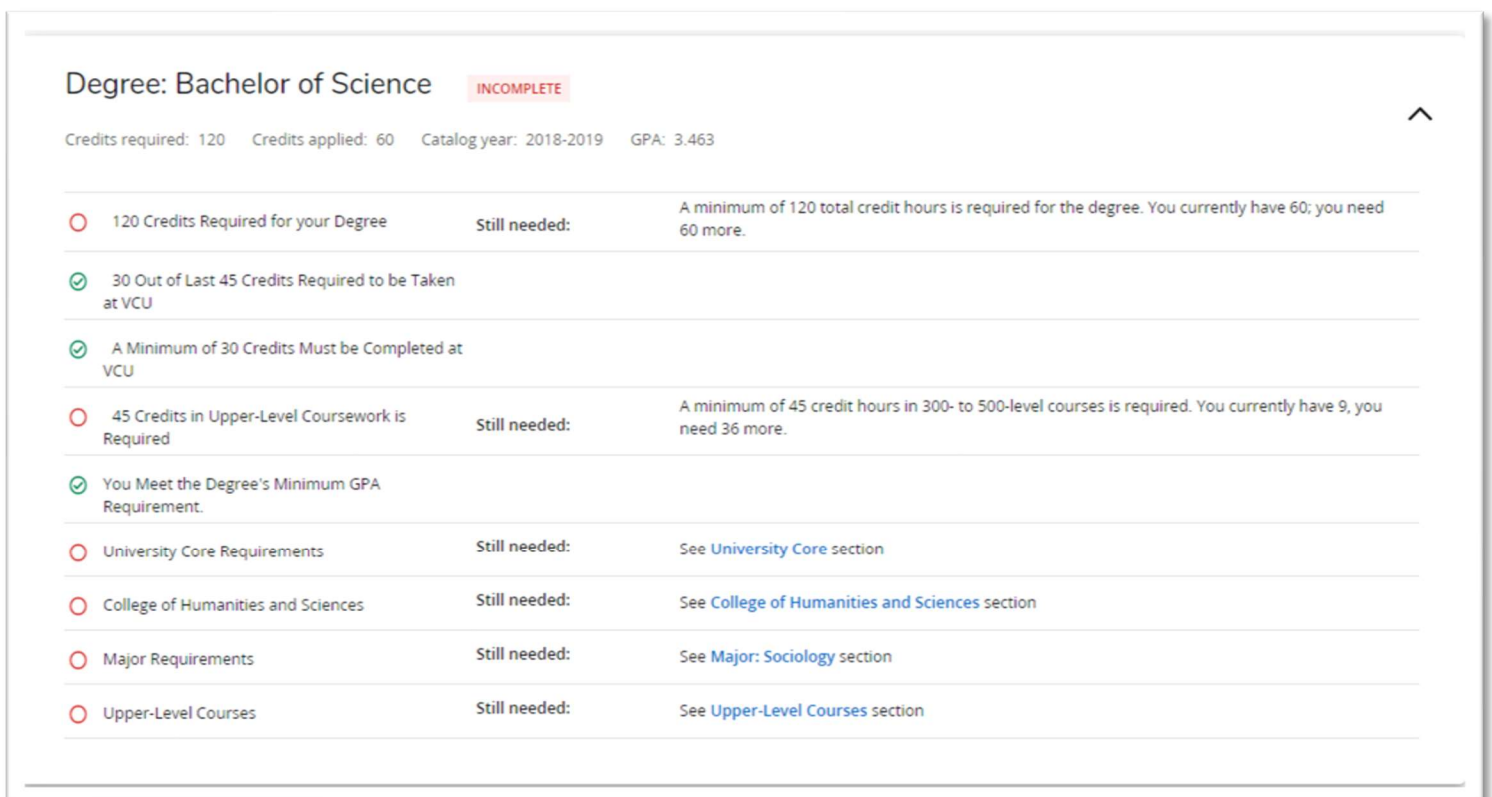 Degree: Bachelor of Science INCOMPLETE
Credits required: 120 Credits applied: 60 Catalog year: 2018-2019 GPA: 3.463
120 Credits Required for your Degree Still needed: A minimum of 120 total credit hours is required for the degree. You currently have 60; you need
60 more.
30 Out of Last 45 Credits Required to be Taken
at VCU
A Minimum of 30 Credits Must be Completed at
VCU
45 Credits in Upper-Level Coursework is
Required
Still needed:
A minimum of 45 credit hours in 300- to 500-level courses is required. You currently have 9, you
need 36 more.
You Meet the Degree's Minimum GPA
Requirement.
University Core Requirements Still needed: See University Core section
College of Humanities and Sciences Still needed: See College of Humanities and Sciences section
Major Requirements Still needed: See Major: Sociology section
Upper-Level Courses Still needed: See Upper-Level Courses section